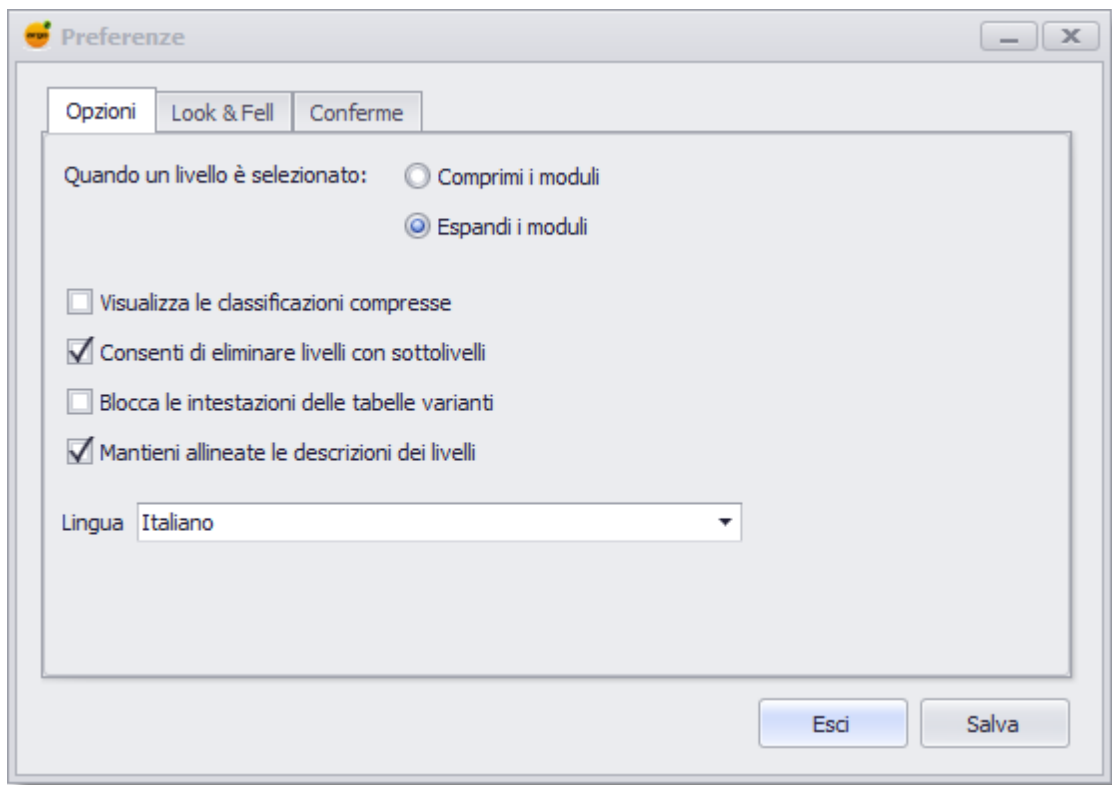 Preferenze
Opzioni Look & Fell Conferme
Quando un livello è selezionato: Comprimi i moduli
Espandi i moduli
Visualizza le classificazioni compresse
Consenti di eliminare livelli con sottolivelli
Blocca le intestazioni delle tabelle varianti
Mantieni allineate le descrizioni dei livelli
Lingua Italiano
Esci Salva